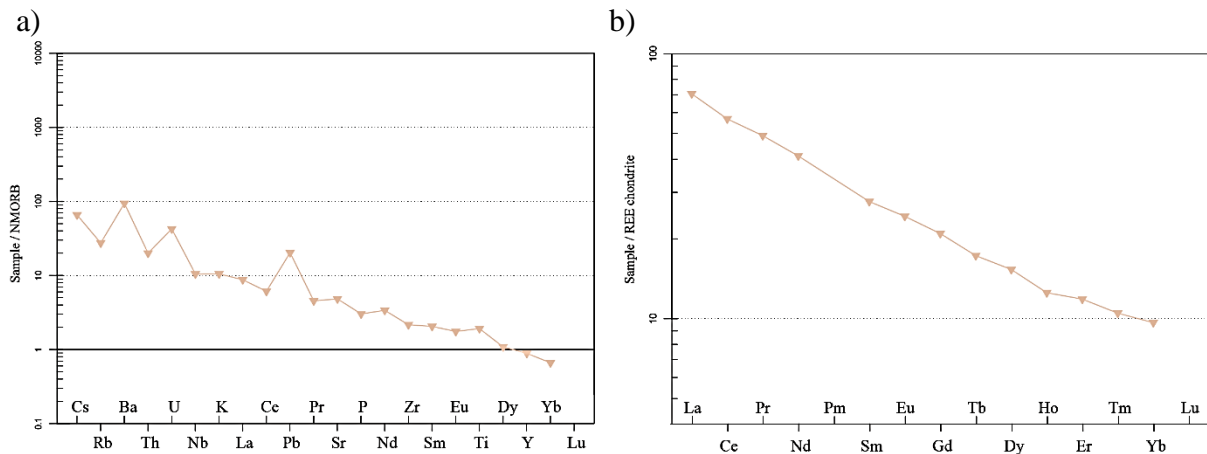 a)
Sample / NMORB
10000
1000
100
10
1
0.1
Cs Ba U K Ce Pr P Zr Eu Dy Yb
Rb Th Nb La Pb Sr Nd Sm Ti Y Lu
b)
Sample / REE chondrite
100
10
La Pr Pm Eu Tb Ho Tm Lu
Ce Nd Sm Gd Dy Er Yb